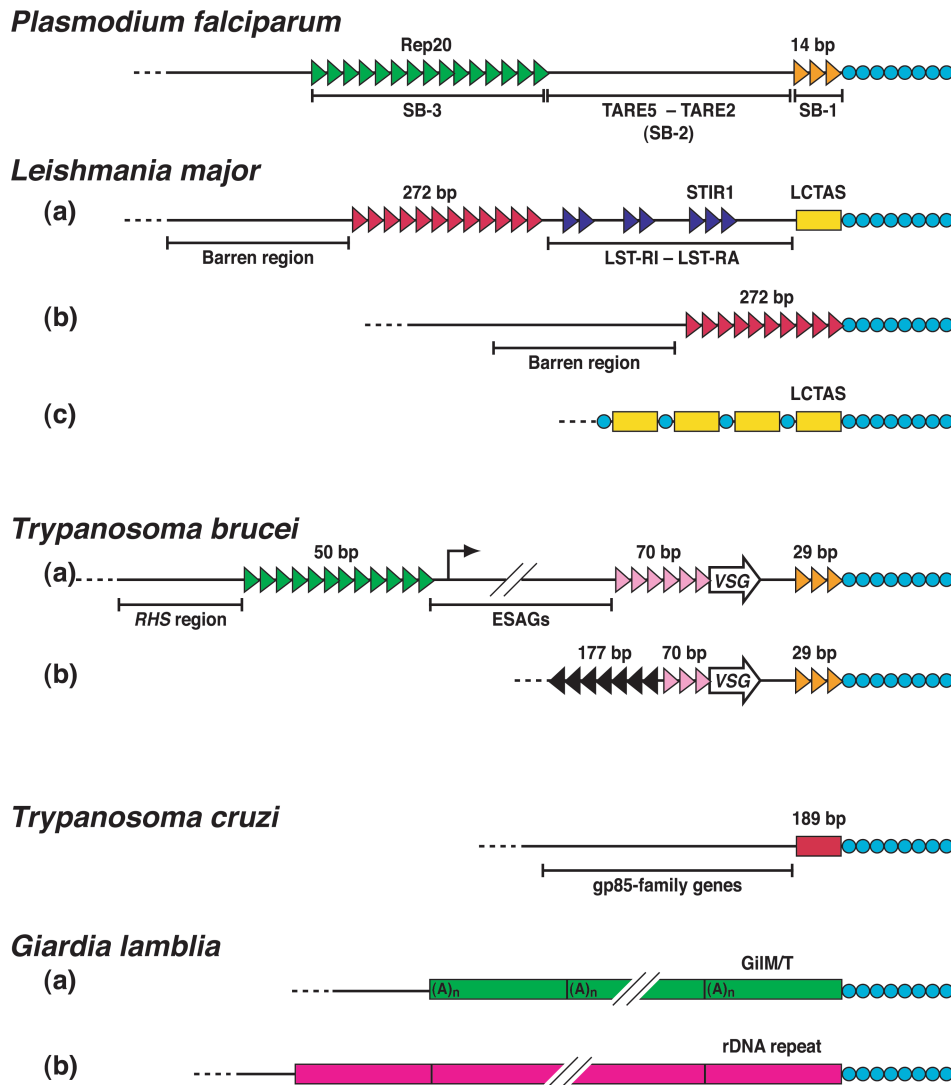 Plasmodium falciparum
Rep20
14 bp
SB-3
TARE5 – TARE2
(SB-2)
SB-1
Leishmania major
(a)
272 bp
STIR1
LCTAS
Barren region
LST-RI – LST-RA
(b)
272 bp
Barren region
(c)
LCTAS
Trypanosoma brucei
(a)
50 bp
70 bp
VSG
29 bp
RHS region
ESAGs
(b)
177 bp
70 bp
VSG
29 bp
Trypanosoma cruzi
189 bp
gp85-family genes
Giardia lamblia
(a)
GilM/T
(A)n
(A)n
(A)n
(b)
rDNA repeat